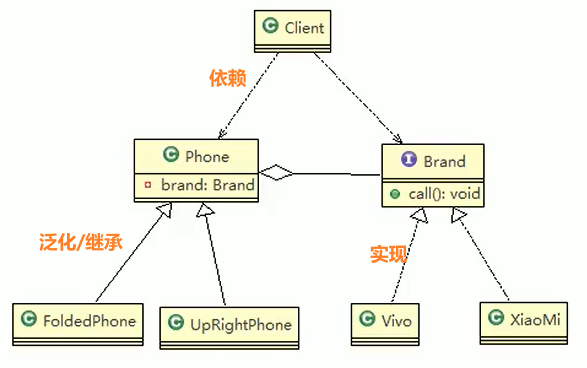 Client
依赖
Phone
brand: Brand
Brand
call(): void
泛化/继承
实现
FoldedPhone
UpRightPhone
Vivo
XiaoMi